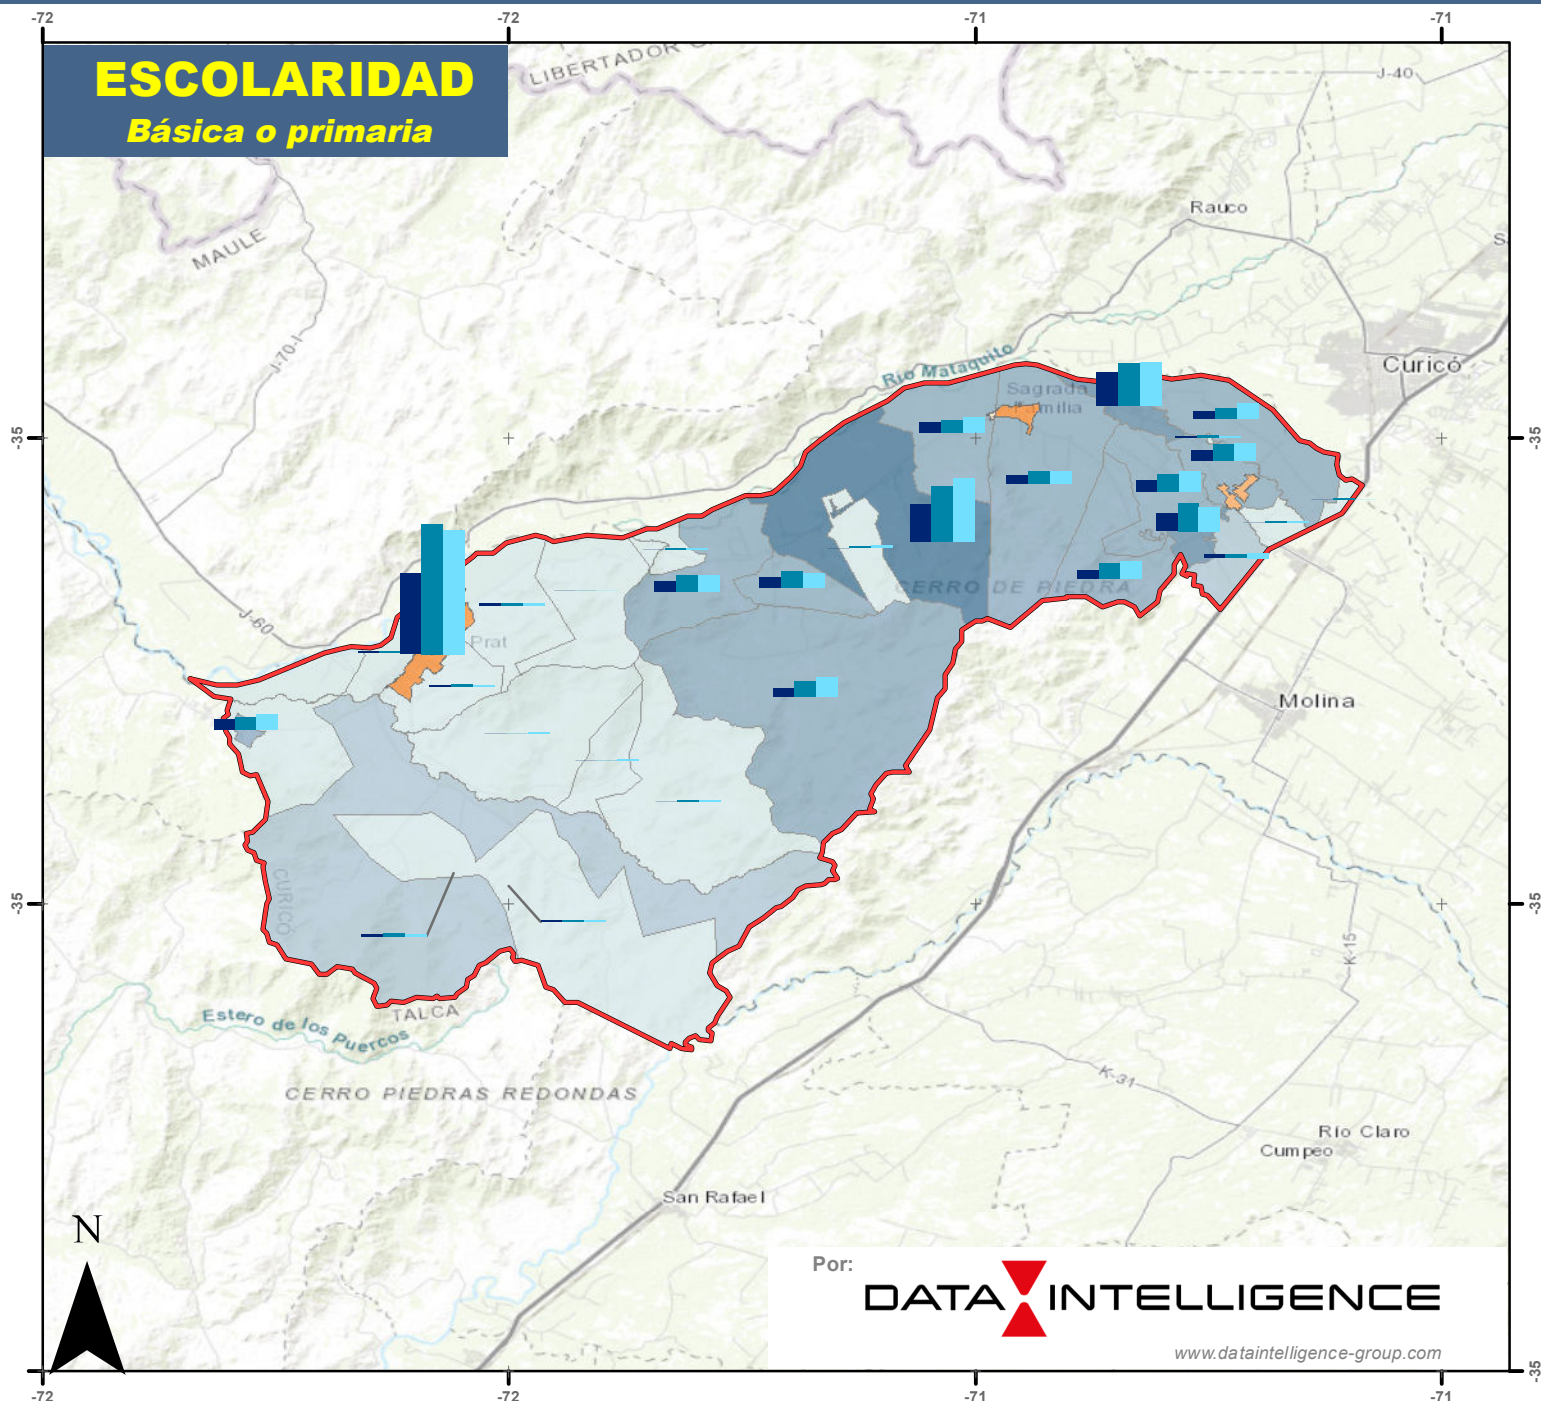 -72
-72
-71
-71
ESCOLARIDAD
Básica o primaria
LIBERTADOR
J-40
MAULE
Rauco
J-70-I
Curicó
Río Mataquito
Sagrada
Familia
-35
-35
CERRO DE PIEDRA
J-60
Prat
Molina
CURICÓ
-35
-35
K-15
TALCA
Estero de los Puercos
CERRO PIEDRAS REDONDAS
K-31
Río Claro
Cumpeo
San Rafael
N
Por:
DATA INTELLIGENCE
www.dataintelligence-group.com
-35
-72
-72
-71
-71